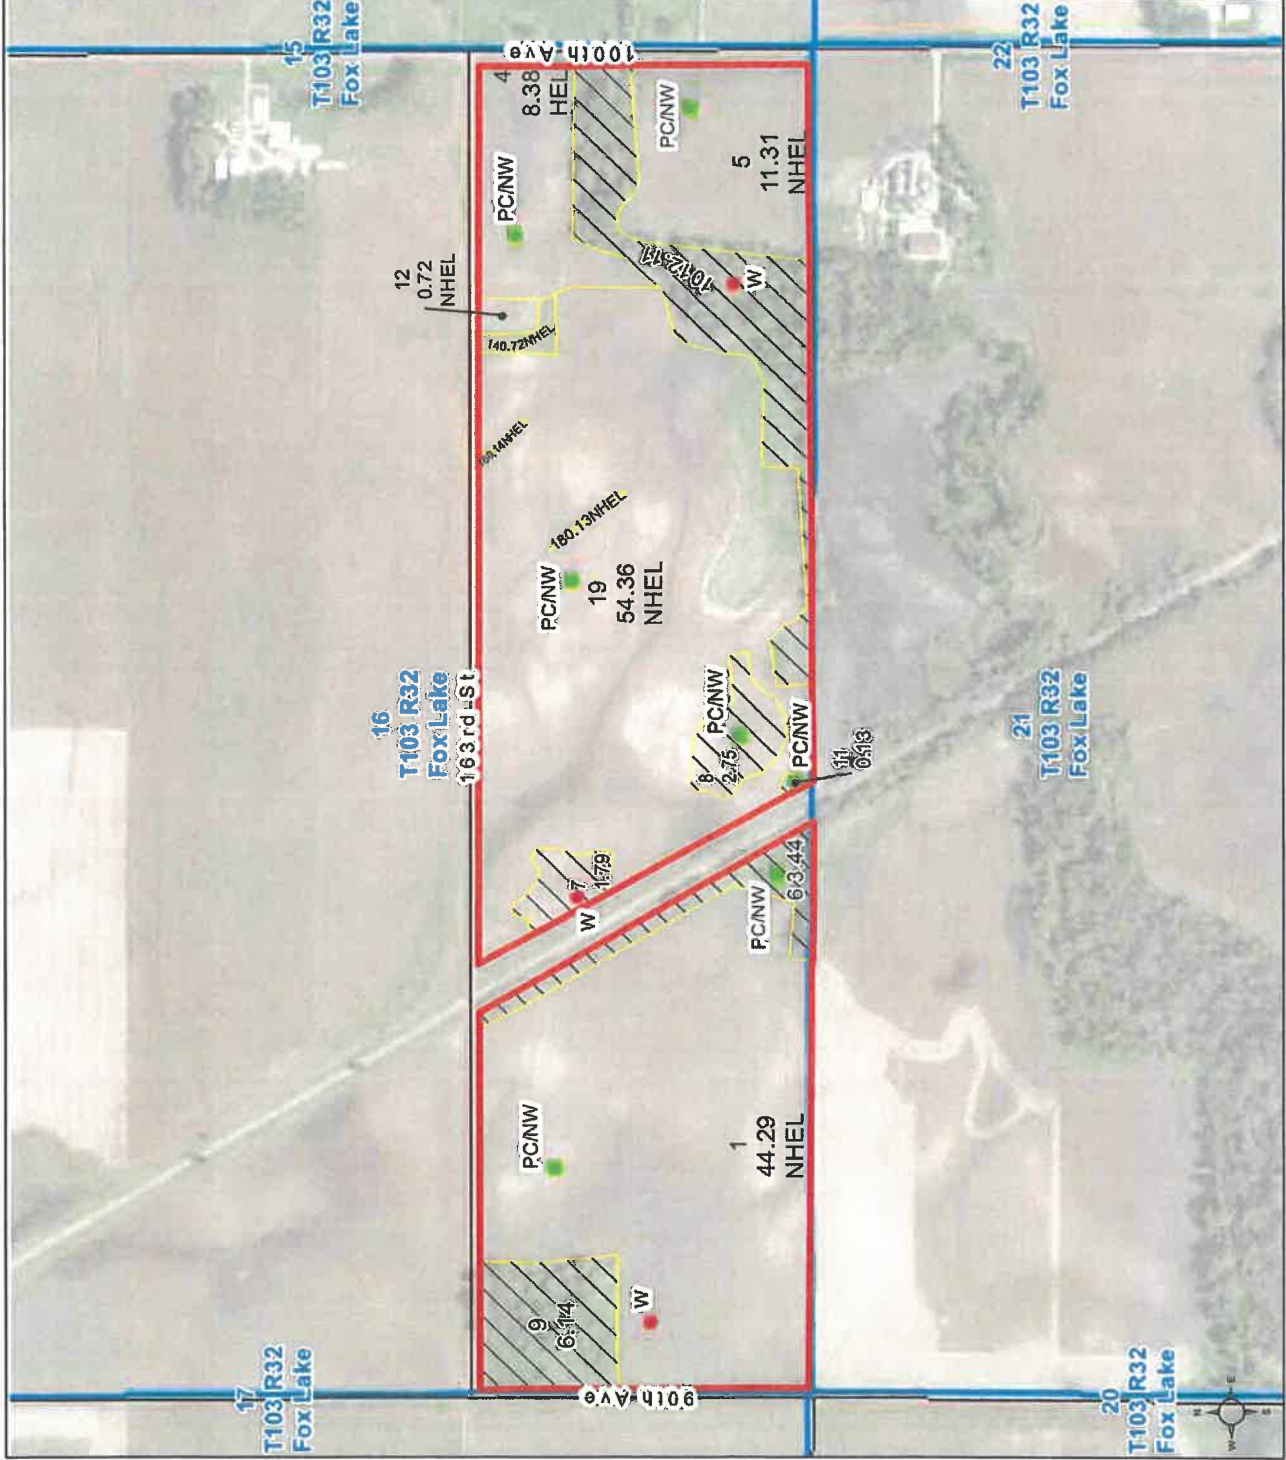 15
T103 R32
Fox Lake
22
T103 R32
Fox Lake
100th Ave
4
8.38
HEL
PC/NW
5
11.31
NHEL
PC/NW
12
0.72
NHEL
10 12.11
W
140.72NHEL
180.13NHEL
PC/NW
19
54.36
NHEL
16
T103 R32
Fox Lake
163rd St
PC/NW
8
2.75
PC/NW
11
0.13
21
T103 R32
Fox Lake
7
1.79
W
PC/NW
6 3.44
PC/NW
1
44.29
NHEL
9
6.14
W
90th Ave
17
T103 R32
Fox Lake
20
T103 R32
Fox Lake
N
W
E
S